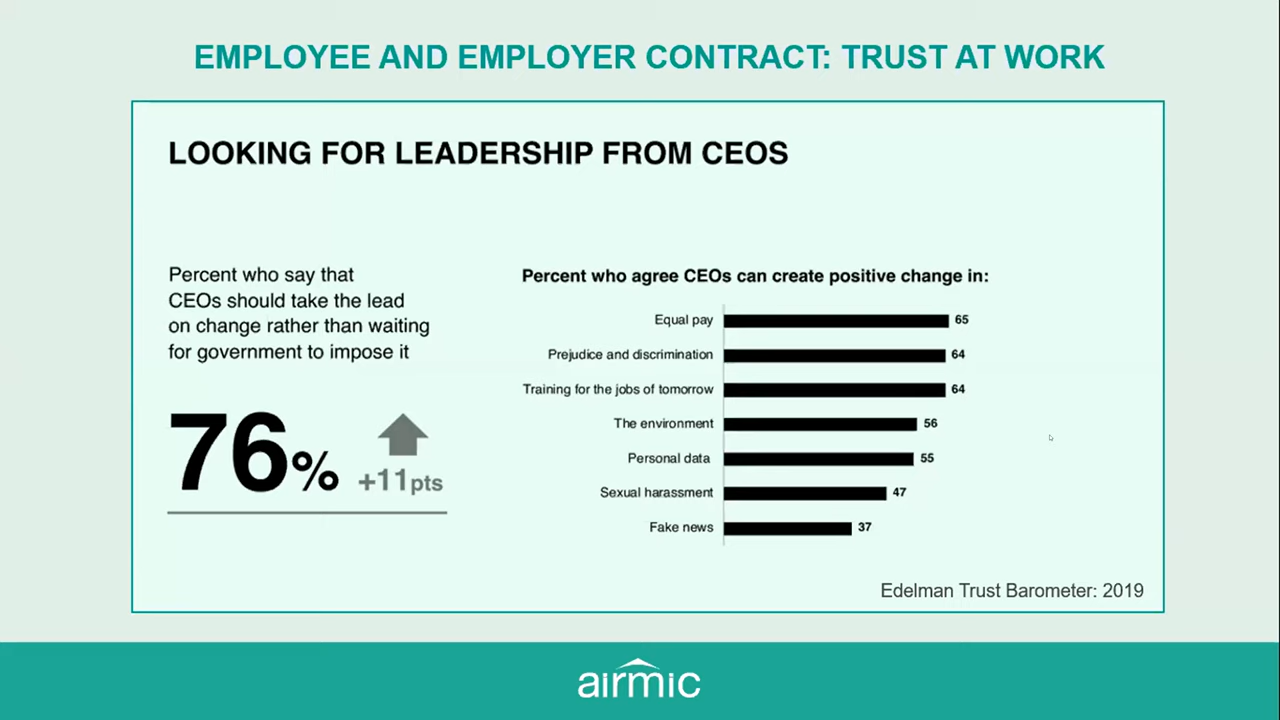 EMPLOYEE AND EMPLOYER CONTRACT: TRUST AT WORK
LOOKING FOR LEADERSHIP FROM CEOS
Percent who say that
CEOs should take the lead
on change rather than waiting
for government to impose it
76%
+11pts
Percent who agree CEOs can create positive change in:
Equal pay 65
Prejudice and discrimination 64
Training for the jobs of tomorrow 64
The environment 56
Personal data 55
Sexual harassment 47
Fake news 37
Edelman Trust Barometer: 2019
airmic